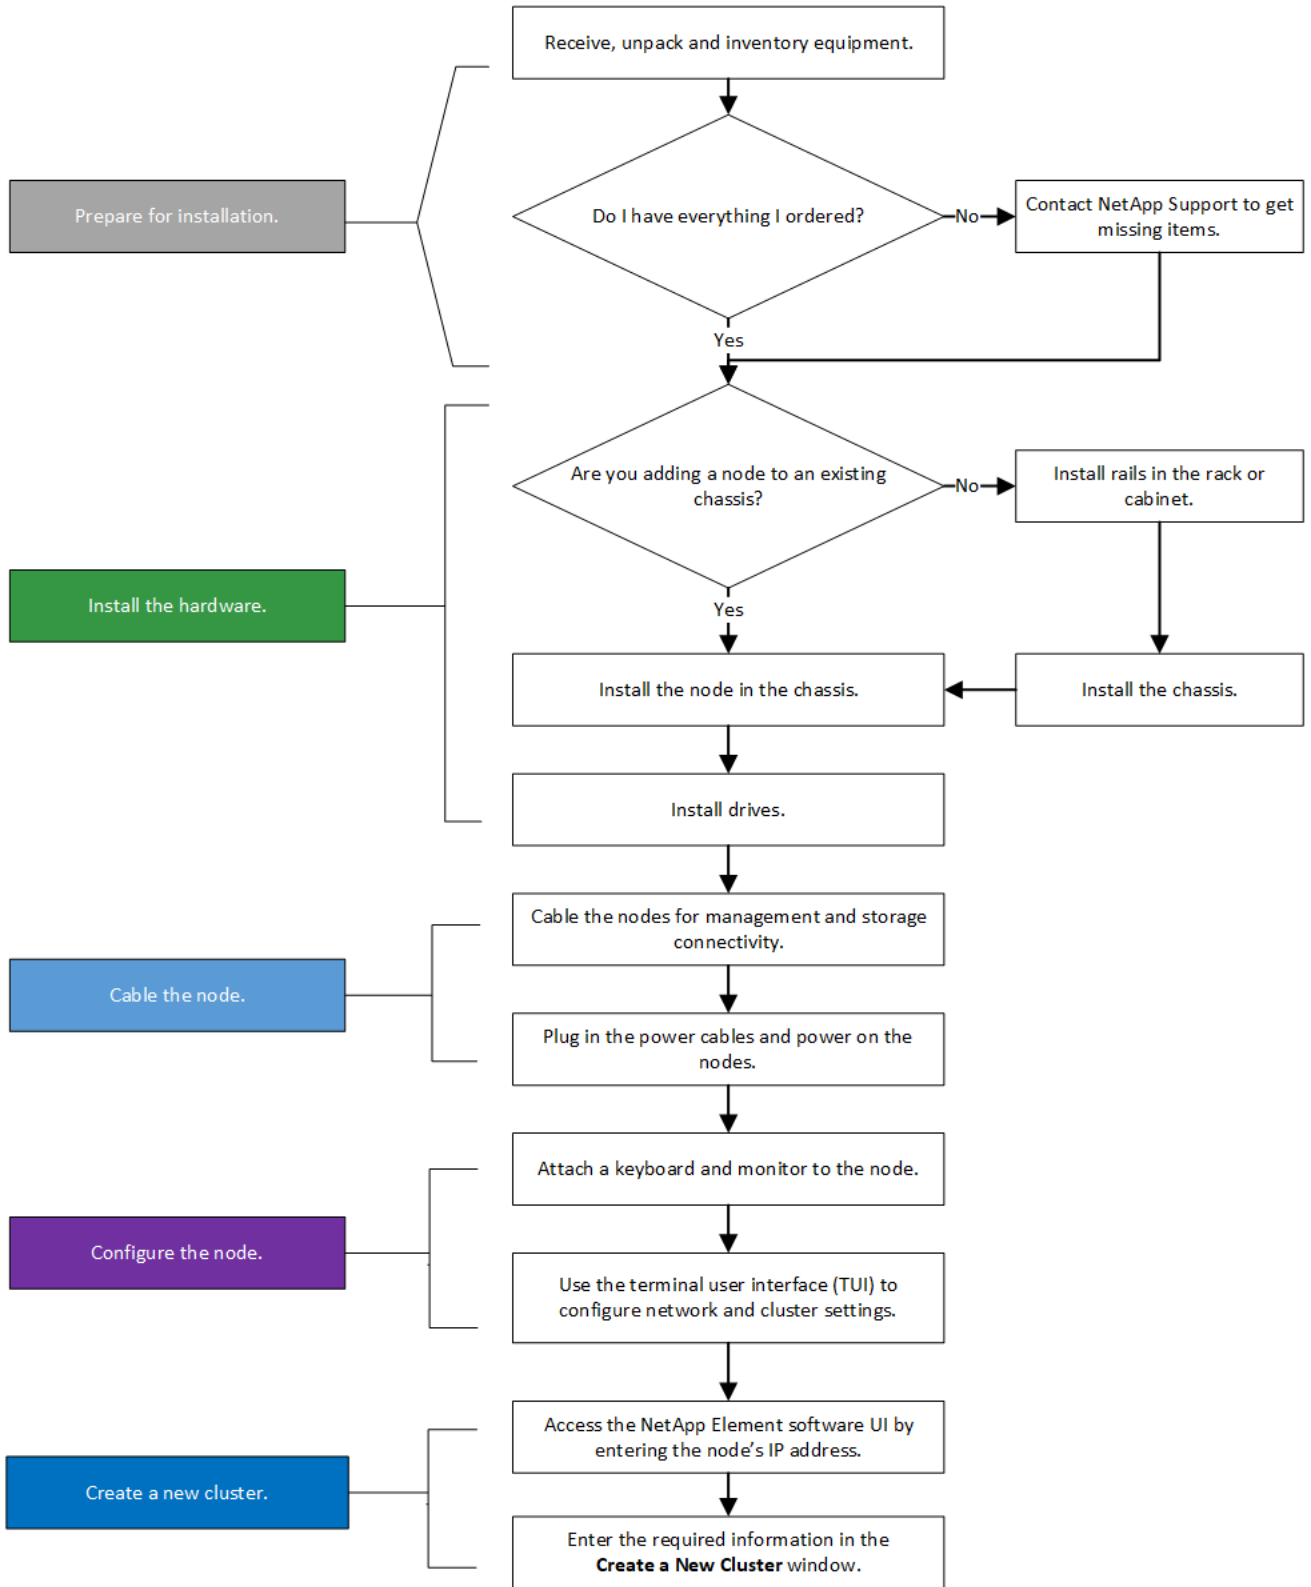 Receive, unpack and inventory equipment.
Prepare for installation.
Do I have everything I ordered?
No
Contact NetApp Support to get
missing items.
Yes
Are you adding a node to an existing
chassis?
No
Install rails in the rack or
cabinet.
Install the hardware.
Yes
Install the node in the chassis.
Install the chassis.
Install drives.
Cable the nodes for management and storage
connectivity.
Cable the node.
Plug in the power cables and power on the
nodes.
Attach a keyboard and monitor to the node.
Configure the node.
Use the terminal user interface (TUI) to
configure network and cluster settings.
Access the NetApp Element software UI by
entering the node’s IP address.
Create a new cluster.
Enter the required information in the
Create a New Cluster window.